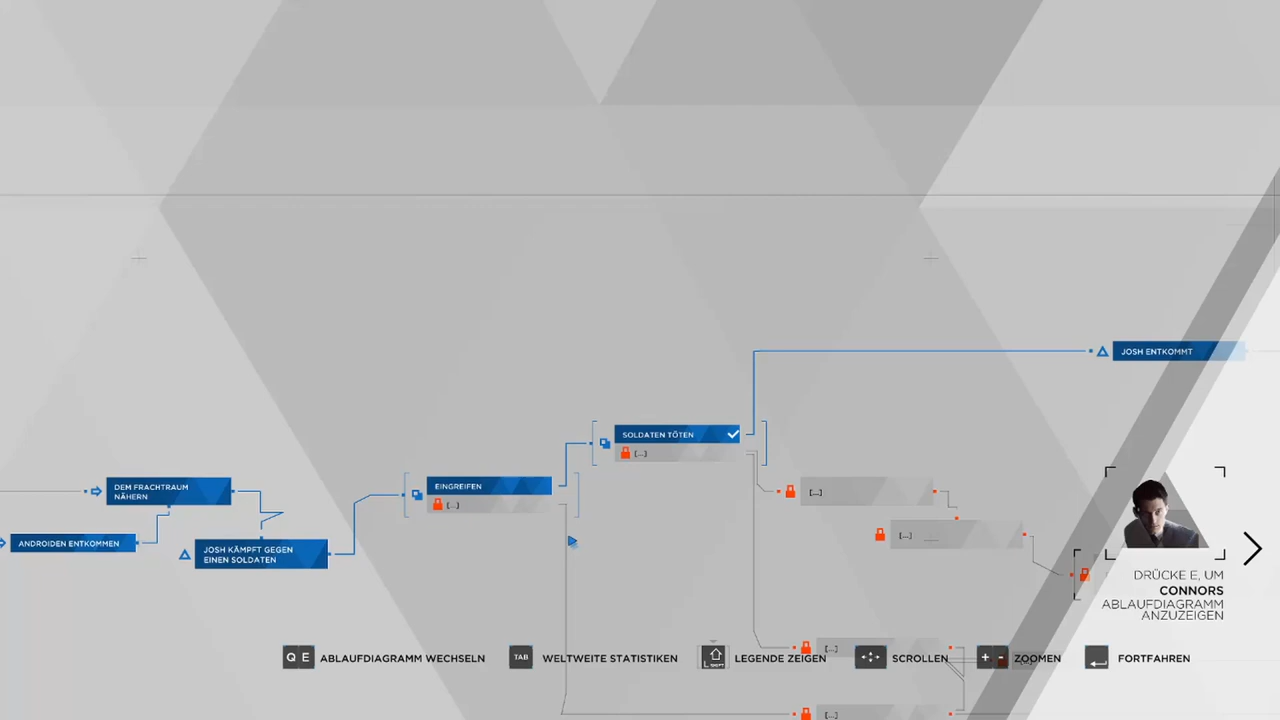 JOSH ENTKOMMT
SOLDATEN TÖTEN
[...]
DEM FRACHTRAUM
NÄHERN
EINGREIFEN
[...]
[...]
ANDROIDEN ENTKOMMEN
JOSH KÄMPFT GEGEN
EINEN SOLDATEN
[...]
DRÜCKE E, UM
CONNORS
ABLAUFDIAGRAMM
ANZUZEIGEN
[...]
Q E ABLAUFDIAGRAMM WECHSELN
TAB WELTWEITE STATISTIKEN
L SHIFT LEGENDE ZEIGEN
SCROLLEN
+ - ZOOMEN
FORTFAHREN
[...]